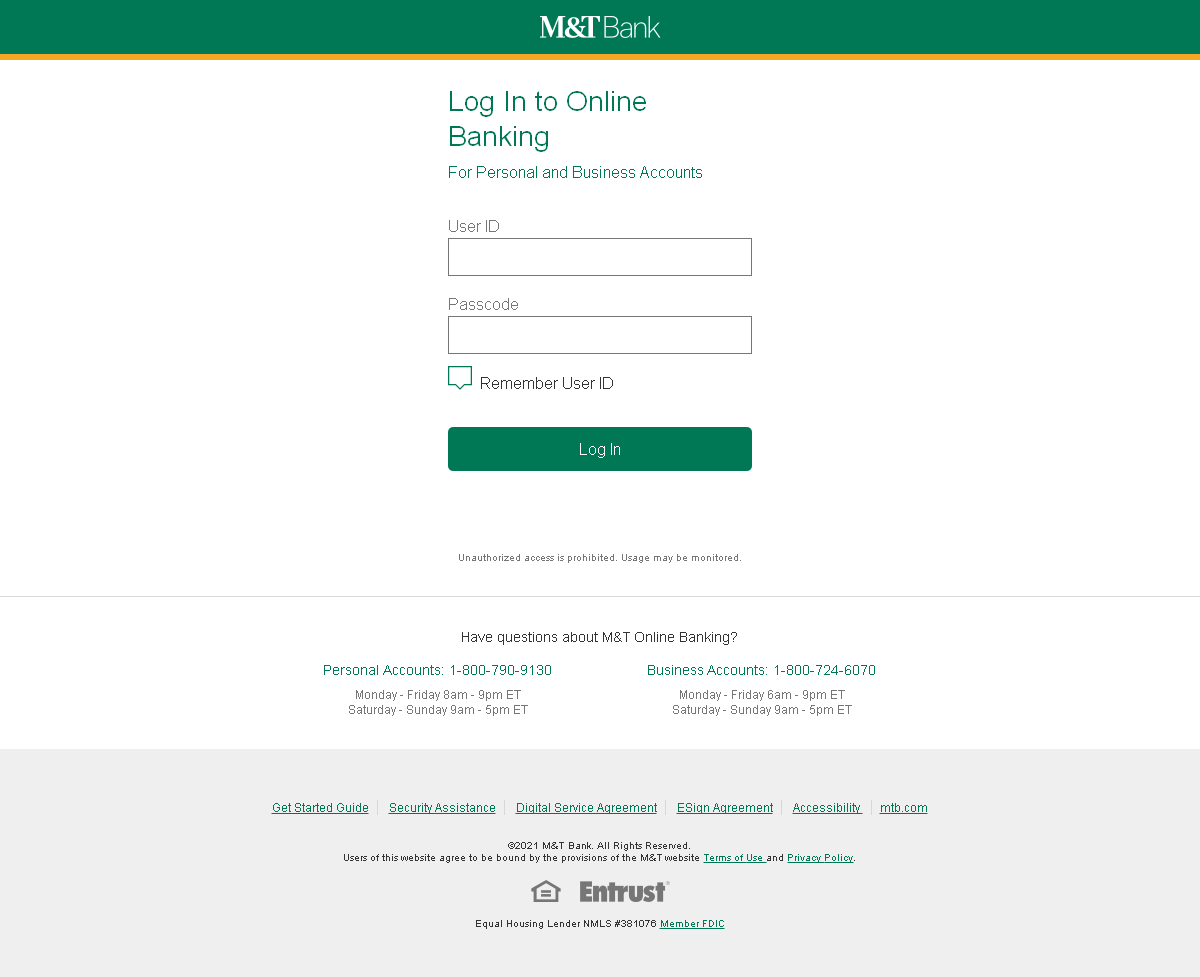 M&T Bank
Log In to Online
Banking
For Personal and Business Accounts
User ID
Passcode
Remember User ID
Log In
Unauthorized access is prohibited. Usage may be monitored.
Have questions about M&T Online Banking?
Personal Accounts: 1-800-790-9130
Monday - Friday 8am - 9pm ET
Saturday - Sunday 9am - 5pm ET
Business Accounts: 1-800-724-6070
Monday - Friday 6am - 9pm ET
Saturday - Sunday 9am - 5pm ET
Get Started Guide Security Assistance Digital Service Agreement ESign Agreement Accessibility mtb.com
©2021 M&T Bank. All Rights Reserved.
Users of this website agree to be bound by the provisions of the M&T website Terms of Use and Privacy Policy.
Entrust®
Equal Housing Lender NMLS #381076 Member FDIC